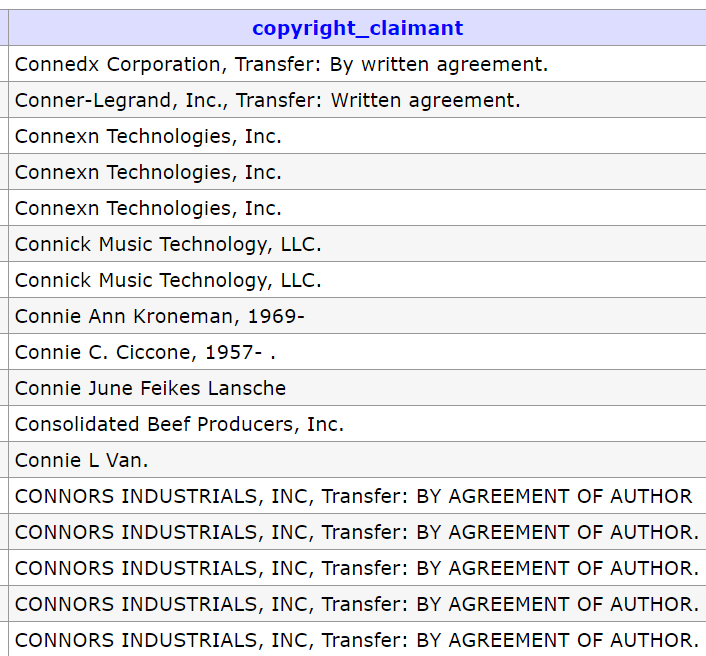 copyright_claimant
Connedx Corporation, Transfer: By written agreement.
Conner-Legrand, Inc., Transfer: Written agreement.
Connexn Technologies, Inc.
Connexn Technologies, Inc.
Connexn Technologies, Inc.
Connick Music Technology, LLC.
Connick Music Technology, LLC.
Connie Ann Kroneman, 1969-
Connie C. Ciccone, 1957- .
Connie June Feikes Lansche
Consolidated Beef Producers, Inc.
Connie L Van.
CONNORS INDUSTRIALS, INC, Transfer: BY AGREEMENT OF AUTHOR
CONNORS INDUSTRIALS, INC, Transfer: BY AGREEMENT OF AUTHOR.
CONNORS INDUSTRIALS, INC, Transfer: BY AGREEMENT OF AUTHOR.
CONNORS INDUSTRIALS, INC, Transfer: BY AGREEMENT OF AUTHOR.
CONNORS INDUSTRIALS, INC, Transfer: BY AGREEMENT OF AUTHOR.